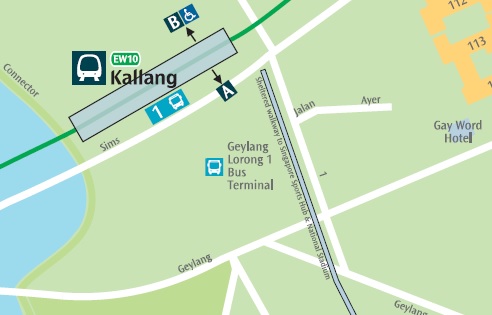 112
113
B
EW10
Kallang
Connector
A
1
Sims
Jalan
Ayer
Gay Word
Hotel
Geylang
Lorong 1
Bus
Terminal
Sheltered walkway to Singapore Sports Hub & National Stadium
1
Geylang
Geylang